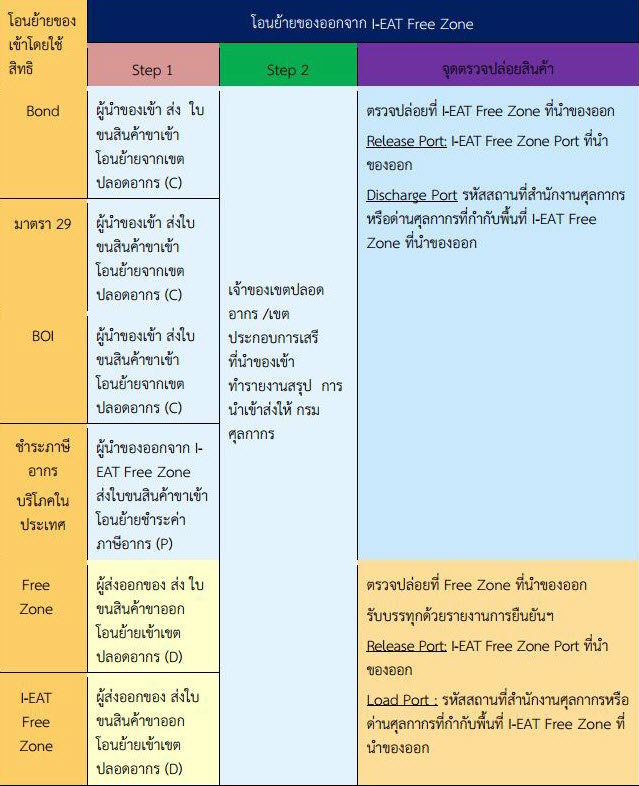 โอนย้ายของ
เข้าโดยใช้
สิทธิ
โอนย้ายของออกจาก I-EAT Free Zone
Step 1
Step 2
จุดตรวจปล่อยสินค้า
Bond
ผู้นำของเข้า ส่ง ใบ
ขนสินค้าขาเข้า
โอนย้ายจากเขต
ปลอดอากร (C)
มาตรา 29
ผู้นำของเข้า ส่งใบ
ขนสินค้าขาเข้า
โอนย้ายจากเขต
ปลอดอากร (C)
BOI
ผู้นำของเข้า ส่งใบ
ขนสินค้าขาเข้า
โอนย้ายจากเขต
ปลอดอากร (C)
ชำระภาษี
อากร
บริโภคใน
ประเทศ
ผู้นำของออกจาก I-
EAT Free Zone
ส่งใบขนสินค้าขาเข้า
โอนย้ายชำระค่า
ภาษีอากร (P)
Free
Zone
ผู้ส่งออกของ ส่ง ใบ
ขนสินค้าขาออก
โอนย้ายเข้าเขต
ปลอดอากร (D)
I-EAT
Free
Zone
ผู้ส่งออกของ ส่งใบ
ขนสินค้าขาออก
โอนย้ายเข้าเขต
ปลอดอากร (D)
เจ้าของเขตปลอด
อากร /เขต
ประกอบการเสรี
ที่นำของเข้า
ทำรายงานสรุป การ
นำเข้าส่งให้ กรม
ศุลกากร
ตรวจปล่อยที่ I-EAT Free Zone ที่นำของออก
Release Port: I-EAT Free Zone Port ที่นำ
ของออก
Discharge Port รหัสสถานที่สำนักงานศุลกากร
หรือด่านศุลกากรที่กำกับพื้นที่ I-EAT Free
Zone ที่นำของออก
ตรวจปล่อยที่ Free Zone ที่นำของออก
รับบรรทุกด้วยรายงานการยืนยันฯ
Release Port: I-EAT Free Zone Port ที่นำ
ของออก
Load Port : รหัสสถานที่สำนักงานศุลกากรหรือ
ด่านศุลกากรที่กำกับพื้นที่ I-EAT Free Zone ที่
นำของออก